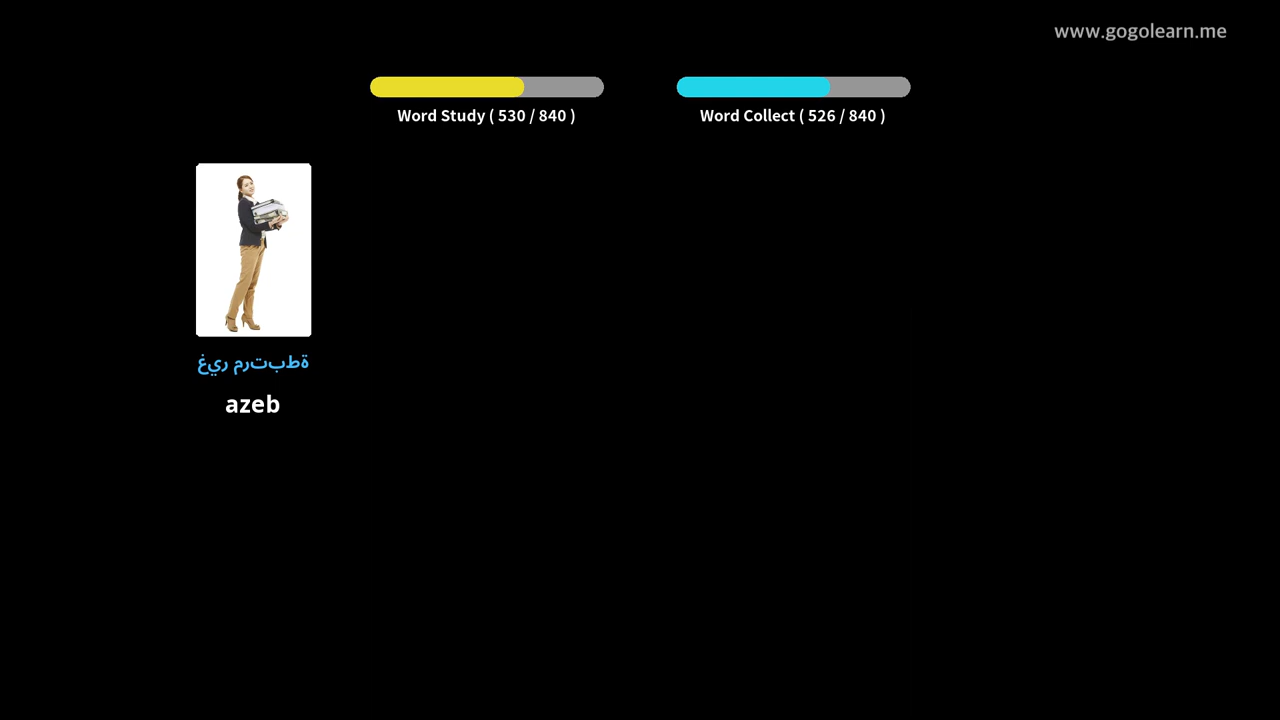 www.gogolearn.me
Word Study ( 530 / 840 )
Word Collect ( 526 / 840 )
غير مرتبطة
azeb